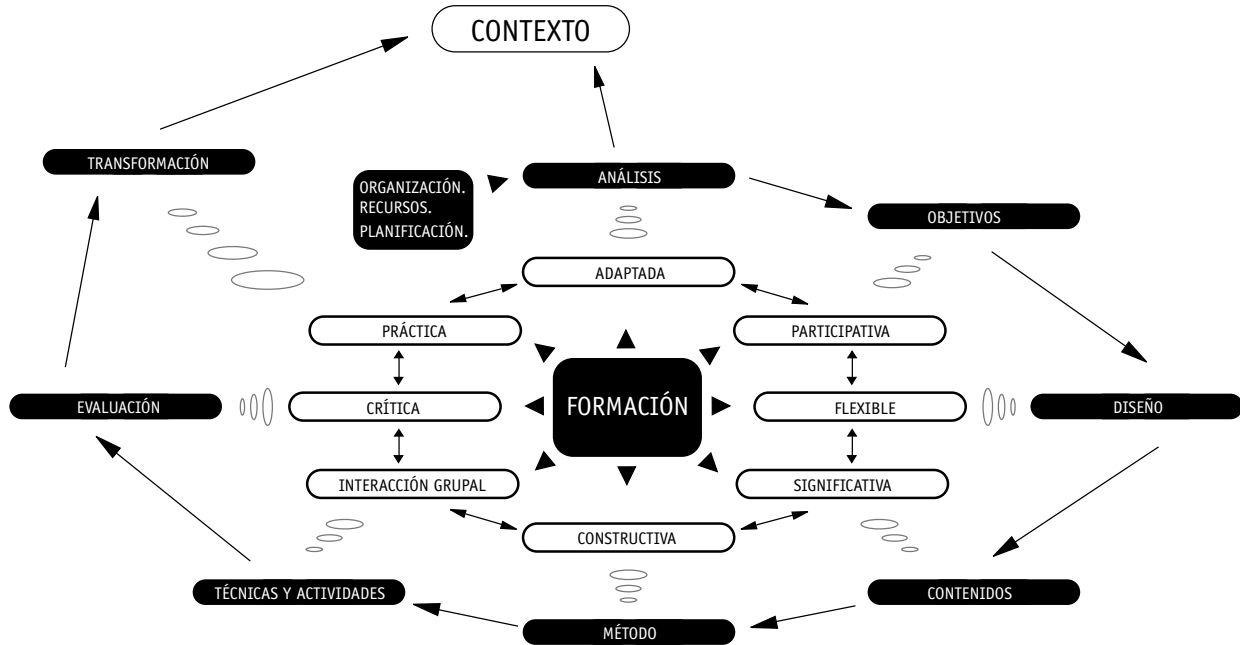 CONTEXTO
TRANSFORMACIÓN
ORGANIZACIÓN.
RECURSOS.
PLANIFICACIÓN.
ANÁLISIS
OBJETIVOS
ADAPTADA
PRÁCTICA
PARTICIPATIVA
EVALUACIÓN
CRÍTICA
FORMACIÓN
FLEXIBLE
DISEÑO
INTERACCIÓN GRUPAL
SIGNIFICATIVA
CONSTRUCTIVA
TÉCNICAS Y ACTIVIDADES
CONTENIDOS
MÉTODO